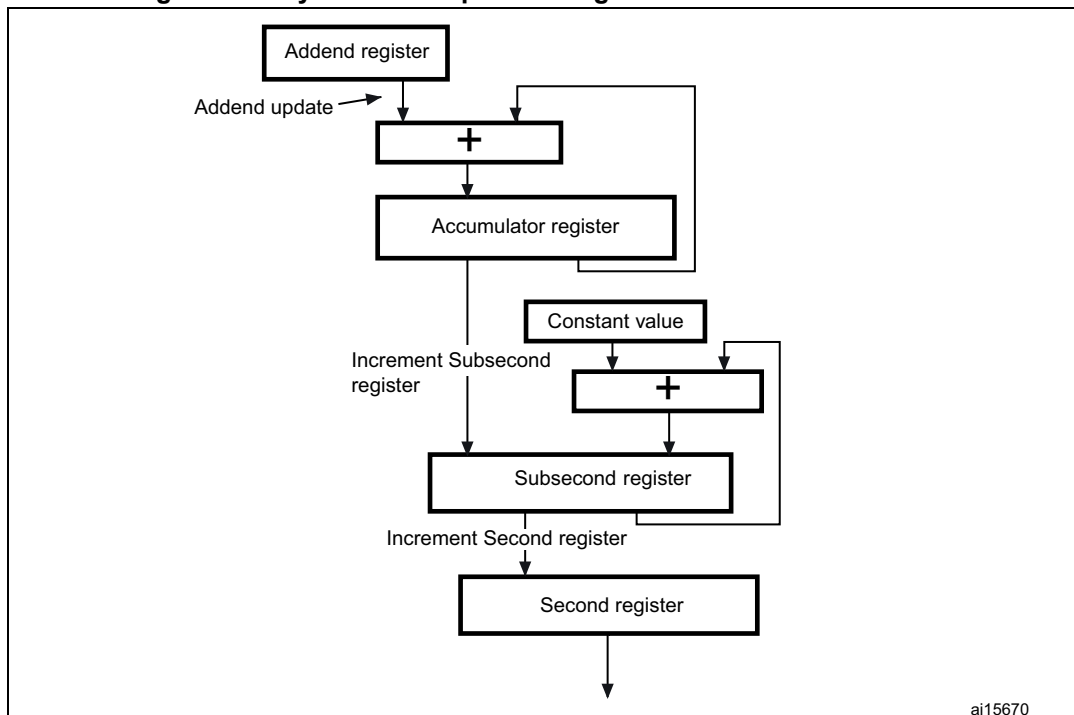 Addend register
Addend update
+
Accumulator register
Constant value
Increment Subsecond
register
+
Subsecond register
Increment Second register
Second register
ai15670